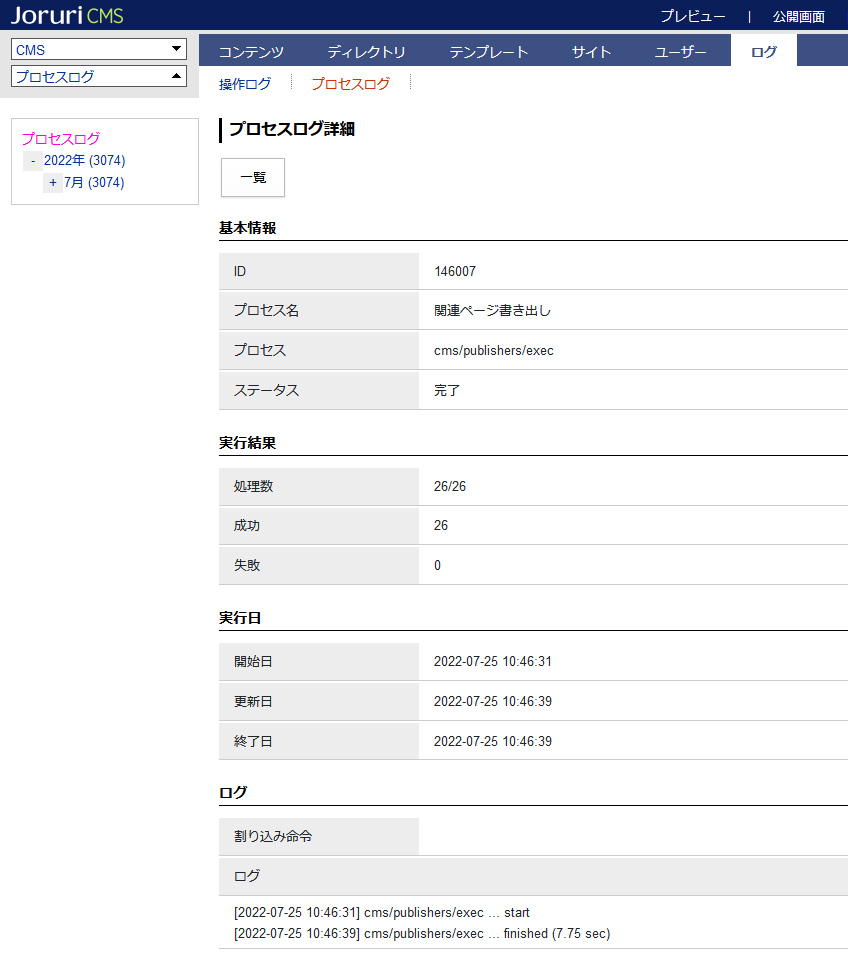 Joruri CMS
プレビュー | 公開画面
CMS
プロセスログ
コンテンツ ディレクトリ テンプレート サイト ユーザー ログ
操作ログ プロセスログ
プロセスログ
- 2022年 (3074)
+ 7月 (3074)
プロセスログ詳細
一覧
基本情報
ID 146007
プロセス名 関連ページ書き出し
プロセス cms/publishers/exec
ステータス 完了
実行結果
処理数 26/26
成功 26
失敗 0
実行日
開始日 2022-07-25 10:46:31
更新日 2022-07-25 10:46:39
終了日 2022-07-25 10:46:39
ログ
割り込み命令
ログ
[2022-07-25 10:46:31] cms/publishers/exec ... start
[2022-07-25 10:46:39] cms/publishers/exec ... finished (7.75 sec)